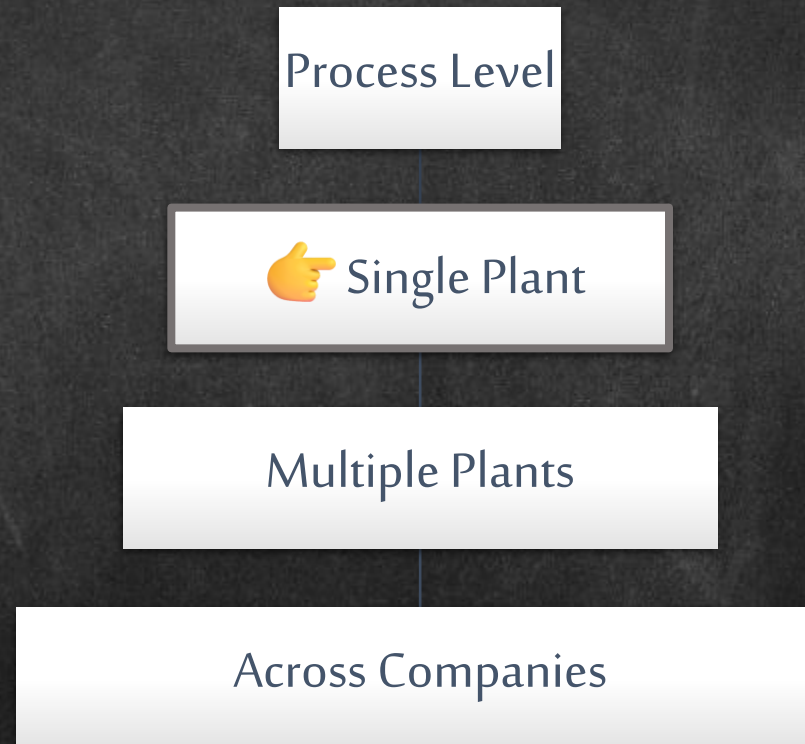 Process Level
👉 Single Plant
Multiple Plants
Across Companies